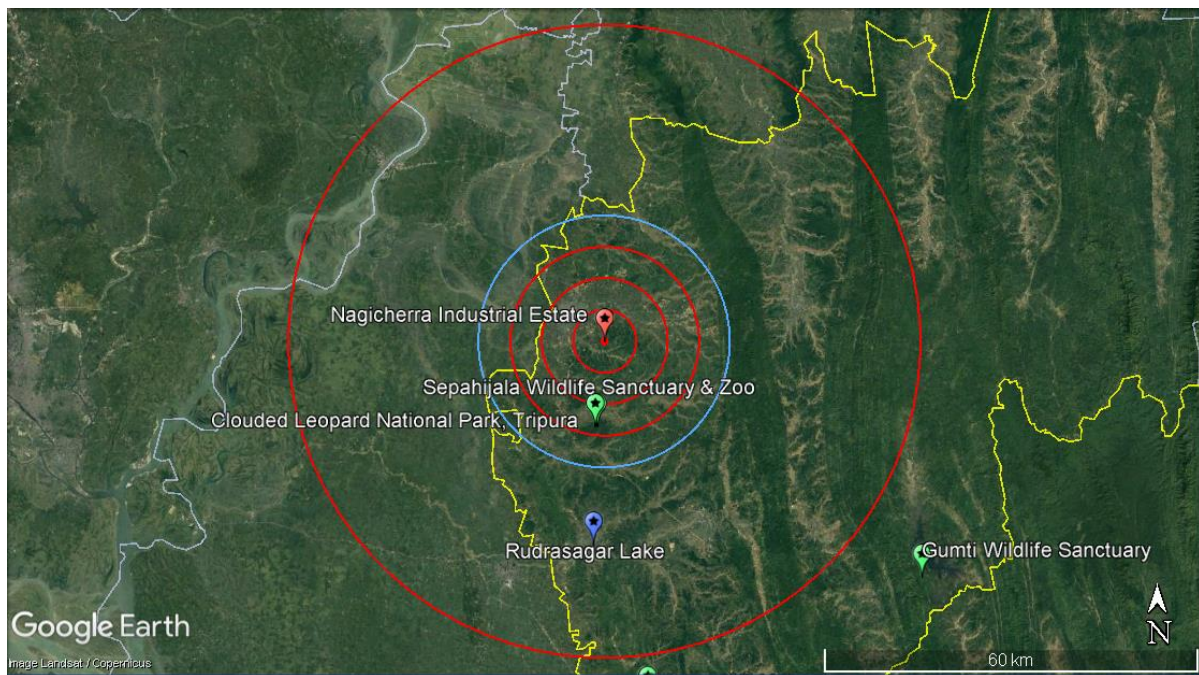 Nagicherra Industrial Estate
Sepahijala Wildlife Sanctuary & Zoo
Clouded Leopard National Park, Tripura
Rudrasagar Lake
Gumti Wildlife Sanctuary
Google Earth
N
Image Landsat / Copernicus
60 km